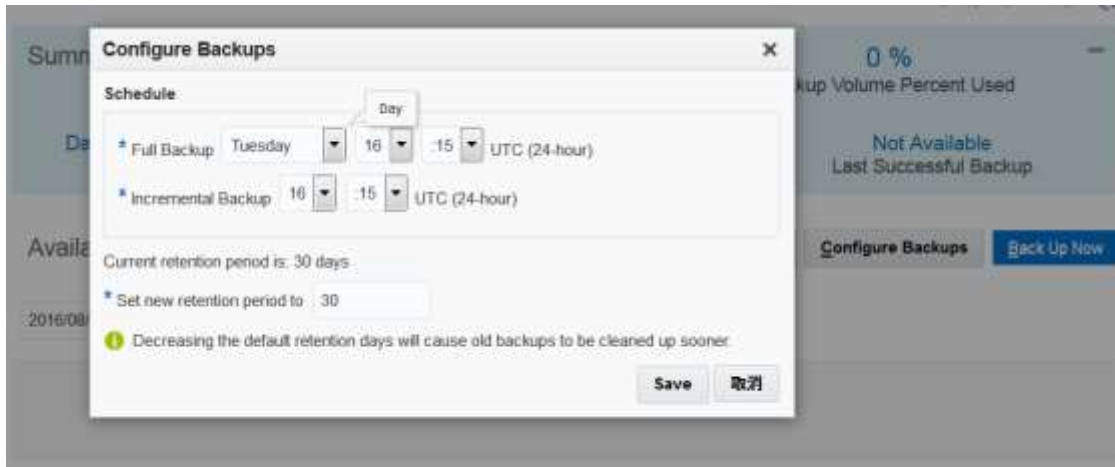 Configure Backups
Schedule
Day
* Full Backup Tuesday 16 :15 UTC (24-hour)
* Incremental Backup 16 :15 UTC (24-hour)
Current retention period is: 30 days
* Set new retention period to 30
Decreasing the default retention days will cause old backups to be cleaned up sooner.
Save 取消
Summ
0 %
kup Volume Percent Used
Da
Not Available
Last Successful Backup
Availa
Configure Backups Back Up Now
2016/08/